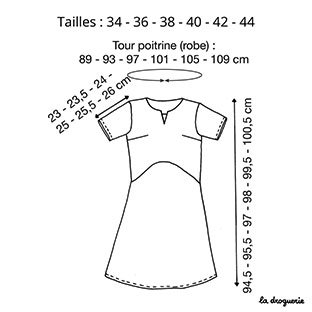 Tailles : 34 - 36 - 38 - 40 - 42 - 44
Tour poitrine (robe) :
89 - 93 - 97 - 101 - 105 - 109 cm
23 - 23,5 - 24 -
25 - 25,5 - 26 cm
94,5 - 95,5 - 97 - 98 - 99,5 - 100,5 cm
la droguerie